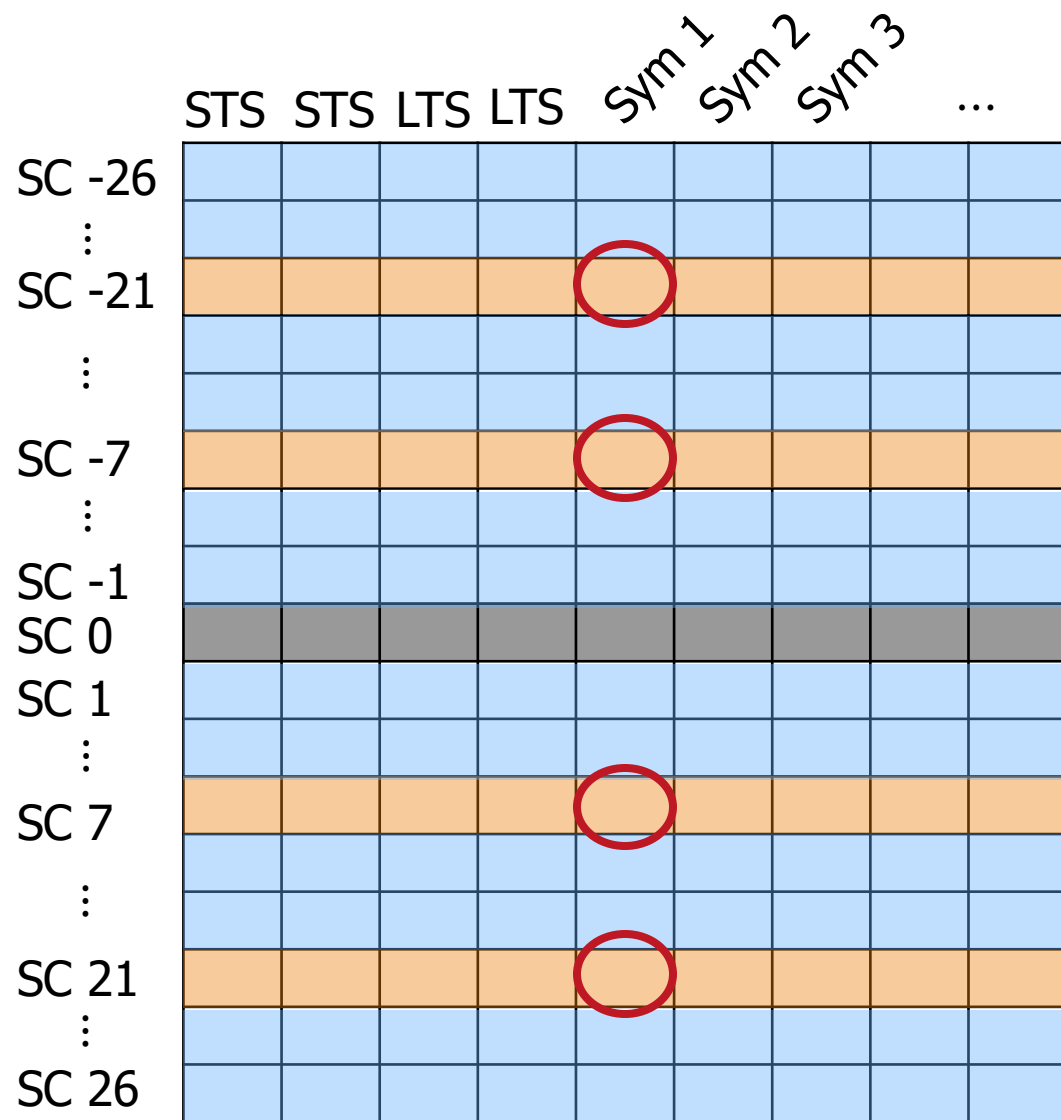 STS STS LTS LTS Sym 1 Sym 2 Sym 3 ...
SC -26
⋮
SC -21
⋮
SC -7
⋮
SC -1
SC 0
SC 1
⋮
SC 7
⋮
SC 21
⋮
SC 26